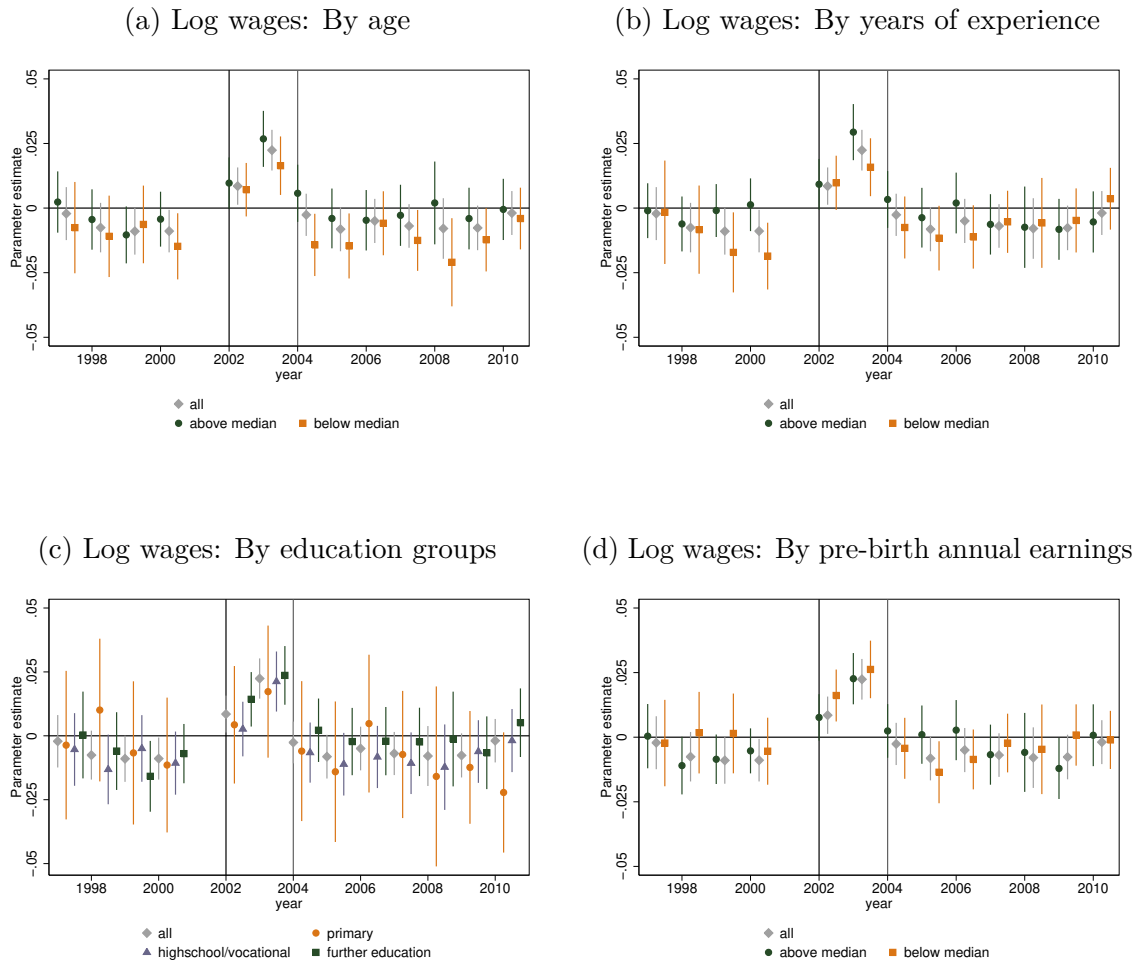 (a) Log wages: By age
Parameter estimate
.05
.025
0
-.025
-.05
1998 2000 2002 2004 2006 2008 2010
year
all
above median below median
(b) Log wages: By years of experience
Parameter estimate
.05
.025
0
-.025
-.05
1998 2000 2002 2004 2006 2008 2010
year
all
above median below median
(c) Log wages: By education groups
Parameter estimate
.05
.025
0
-.025
-.05
1998 2000 2002 2004 2006 2008 2010
year
all primary
highschool/vocational further education
(d) Log wages: By pre-birth annual earnings
Parameter estimate
.05
.025
0
-.025
-.05
1998 2000 2002 2004 2006 2008 2010
year
all
above median below median